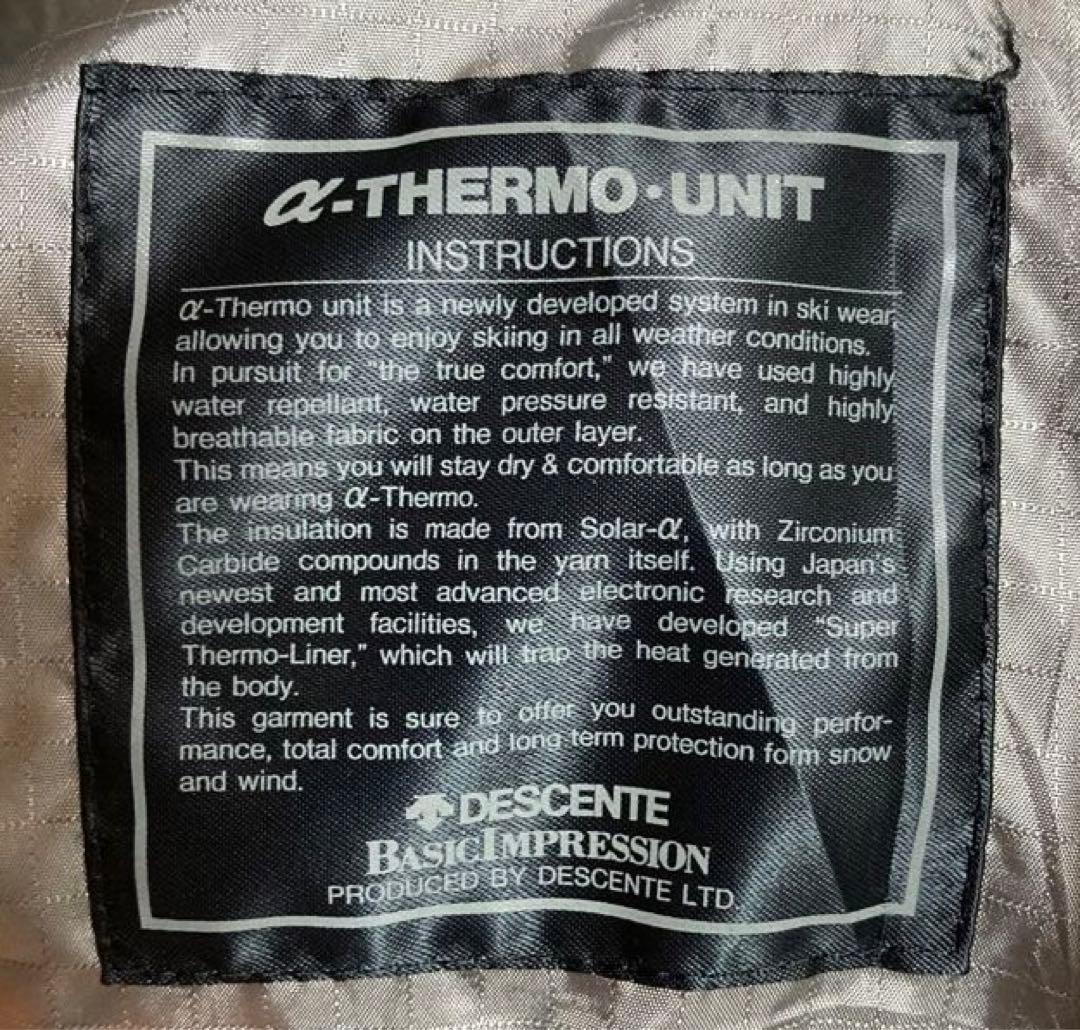 α-THERMO·UNIT
INSTRUCTIONS
α-Thermo unit is a newly developed system in ski wear,
allowing you to enjoy skiing in all weather conditions.
In pursuit for "the true comfort," we have used highly
water repellant, water pressure resistant, and highly
breathable fabric on the outer layer.
This means you will stay dry & comfortable as long as you
are wearing α-Thermo.
The insulation is made from Solar-α, with Zirconium
Carbide compounds in the yarn itself. Using Japan's
newest and most advanced electronic research and
development facilities, we have developed "Super
Thermo-Liner," which will trap the heat generated from
the body.
This garment is sure to offer you outstanding perfor-
mance, total comfort and long term protection form snow
and wind.
DESCENTE
BASIC IMPRESSION
PRODUCED BY DESCENTE LTD